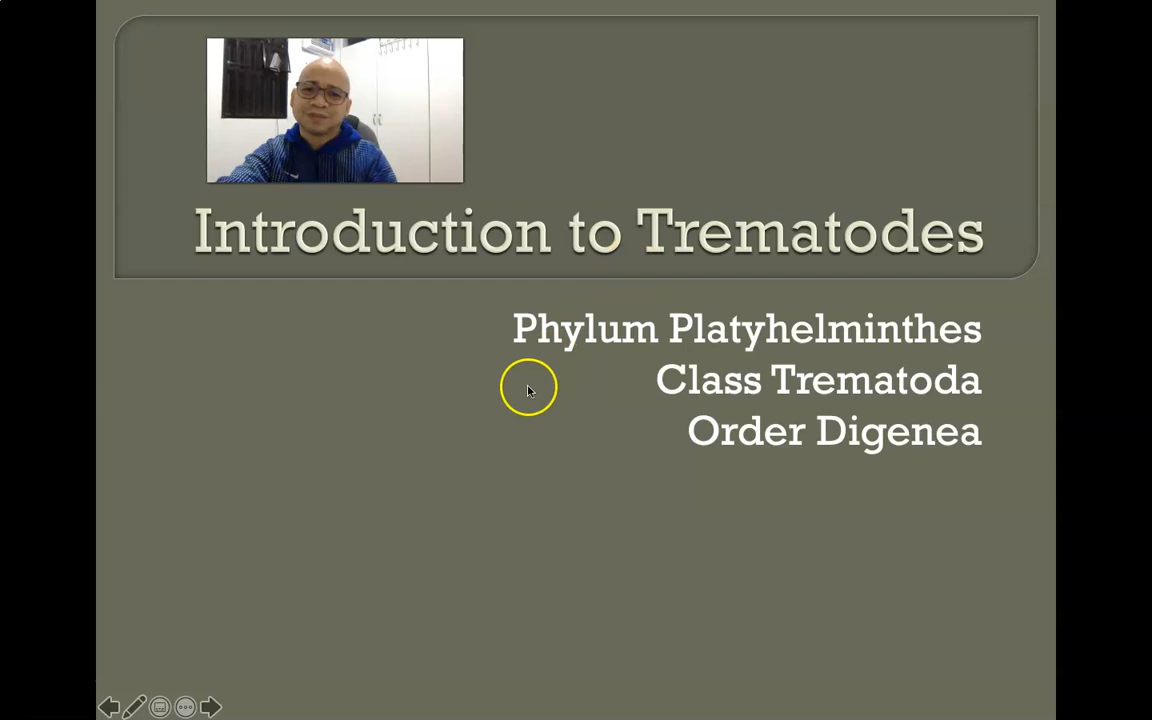 Introduction to Trematodes
Phylum Platyhelminthes
Class Trematoda
Order Digenea